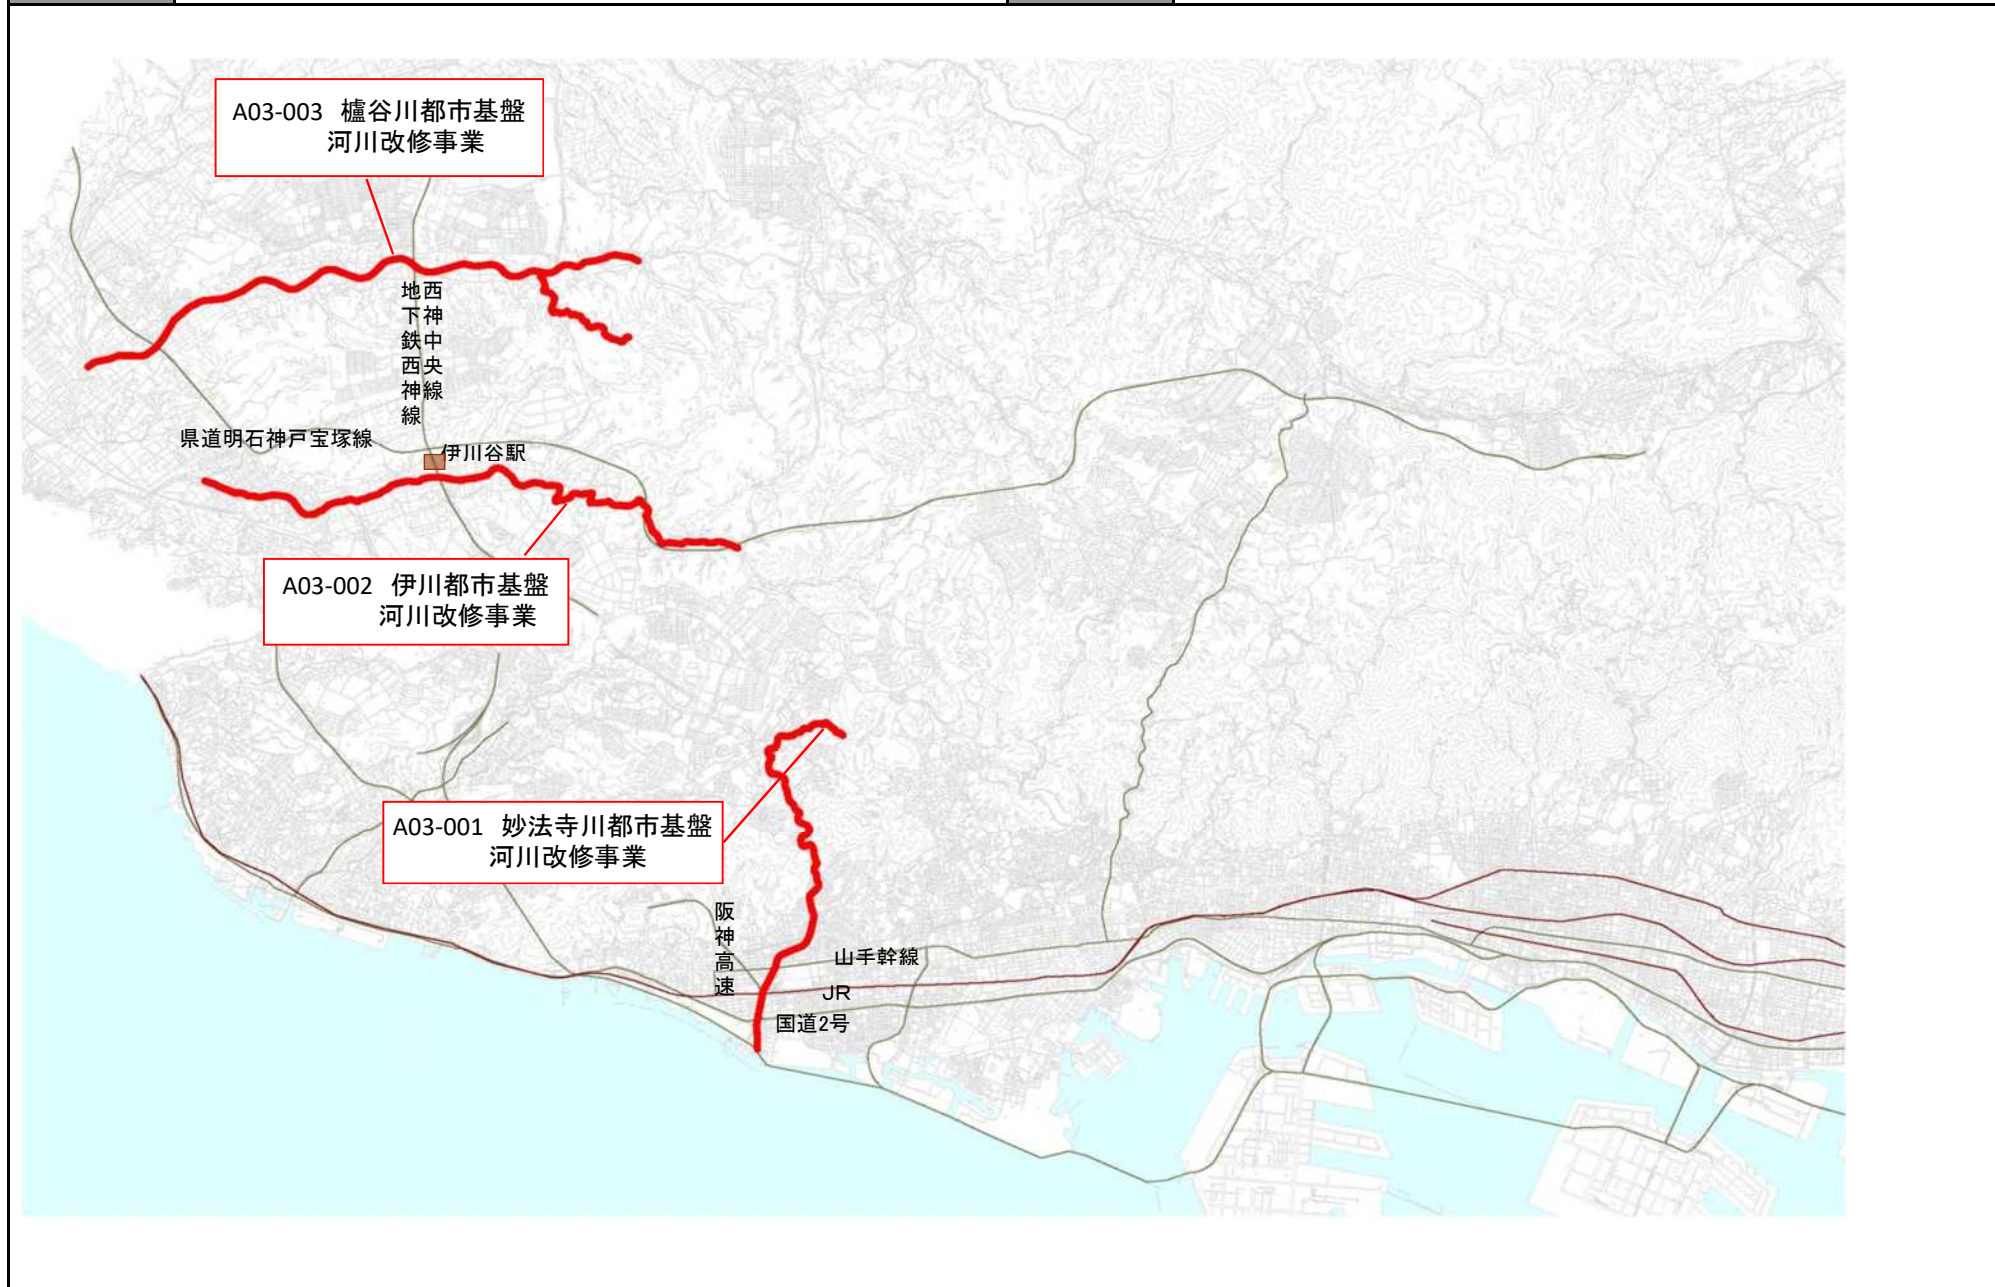 A03-003 櫨谷川都市基盤
河川改修事業
西神中央線
地下鉄西神線
県道明石神戸宝塚線
伊川谷駅
A03-002 伊川都市基盤
河川改修事業
A03-001 妙法寺川都市基盤
河川改修事業
阪神高速
山手幹線
JR
国道2号